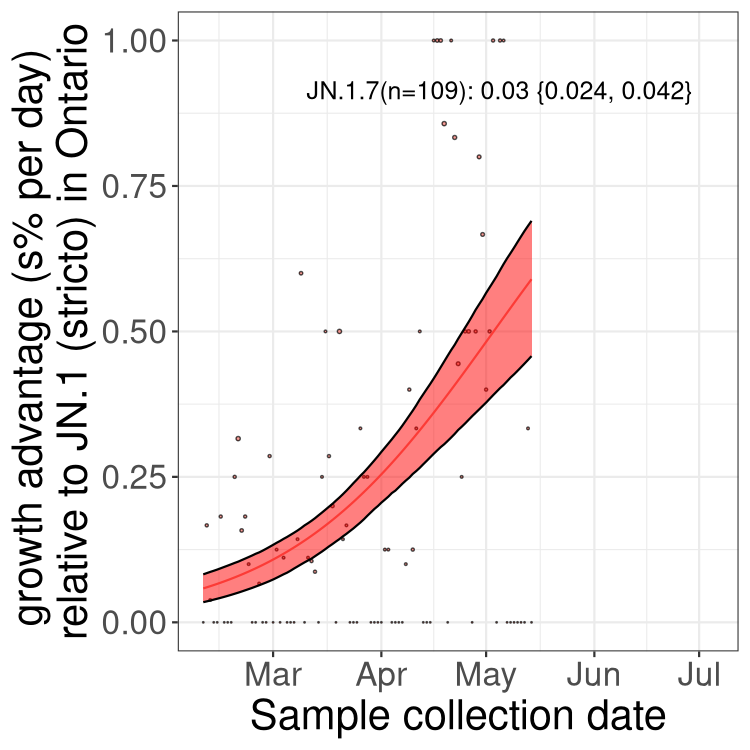 growth advantage (s% per day)
relative to JN.1 (stricto) in Ontario
1.00
0.75
0.50
0.25
0.00
JN.1.7(n=109): 0.03 {0.024, 0.042}
Mar Apr May Jun Jul
Sample collection date